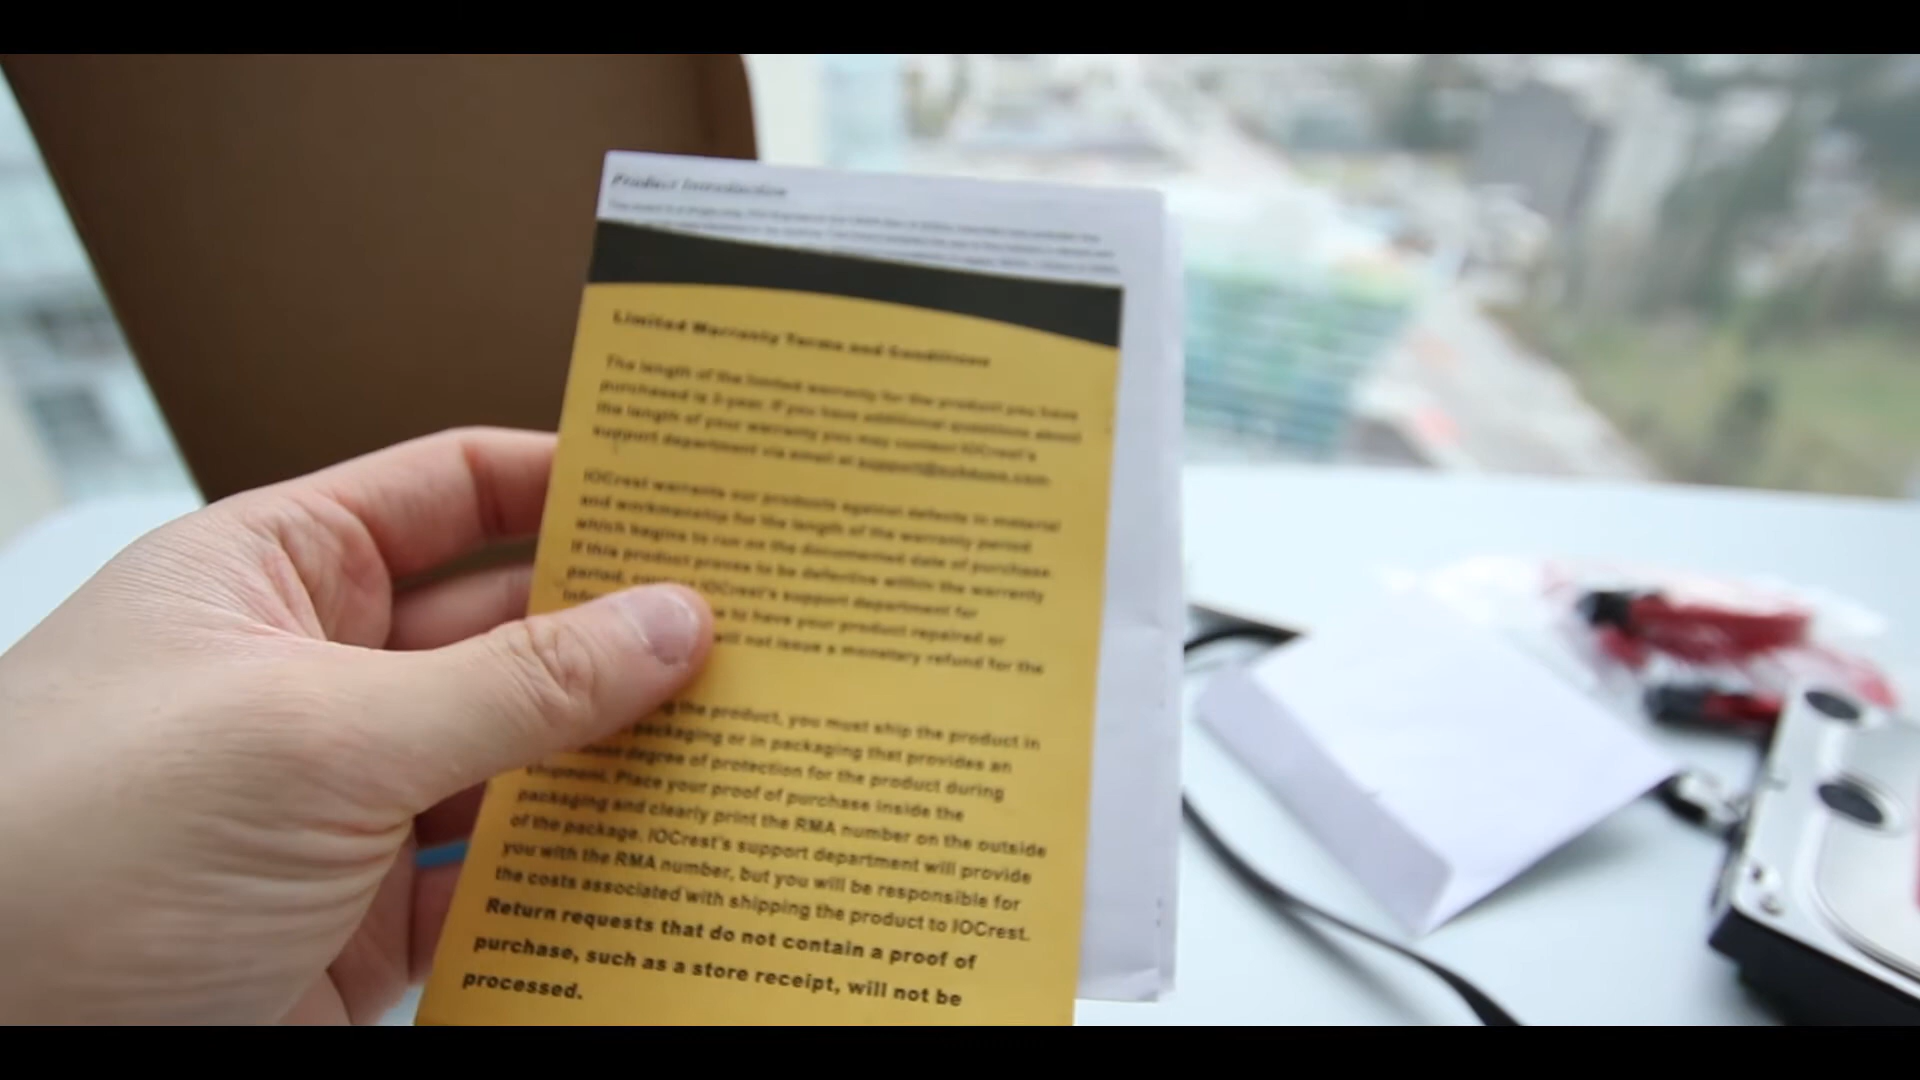 Product Introduction
Limited Warranty Terms and Conditions
The length of the limited warranty for the product you have
purchased is 2-year. If you have additional questions about
the length of your warranty you may contact IOCrest's
support department via email at
IOCrest warrants our products against defects in material
and workmanship for the length of the warranty period
which begins to run on the documented date of purchase.
If this product proves to be defective within the warranty
period, IOCrest's support department for
to have your product repaired or
will not issue a monetary refund for the
the product, you must ship the product in
packaging or in packaging that provides an
degree of protection for the product during
shipment. Place your proof of purchase inside the
packaging and clearly print the RMA number on the outside
of the package. IOCrest's support department will provide
you with the RMA number, but you will be responsible for
the costs associated with shipping the product to IOCrest.
Return requests that do not contain a proof of
purchase, such as a store receipt, will not be
processed.